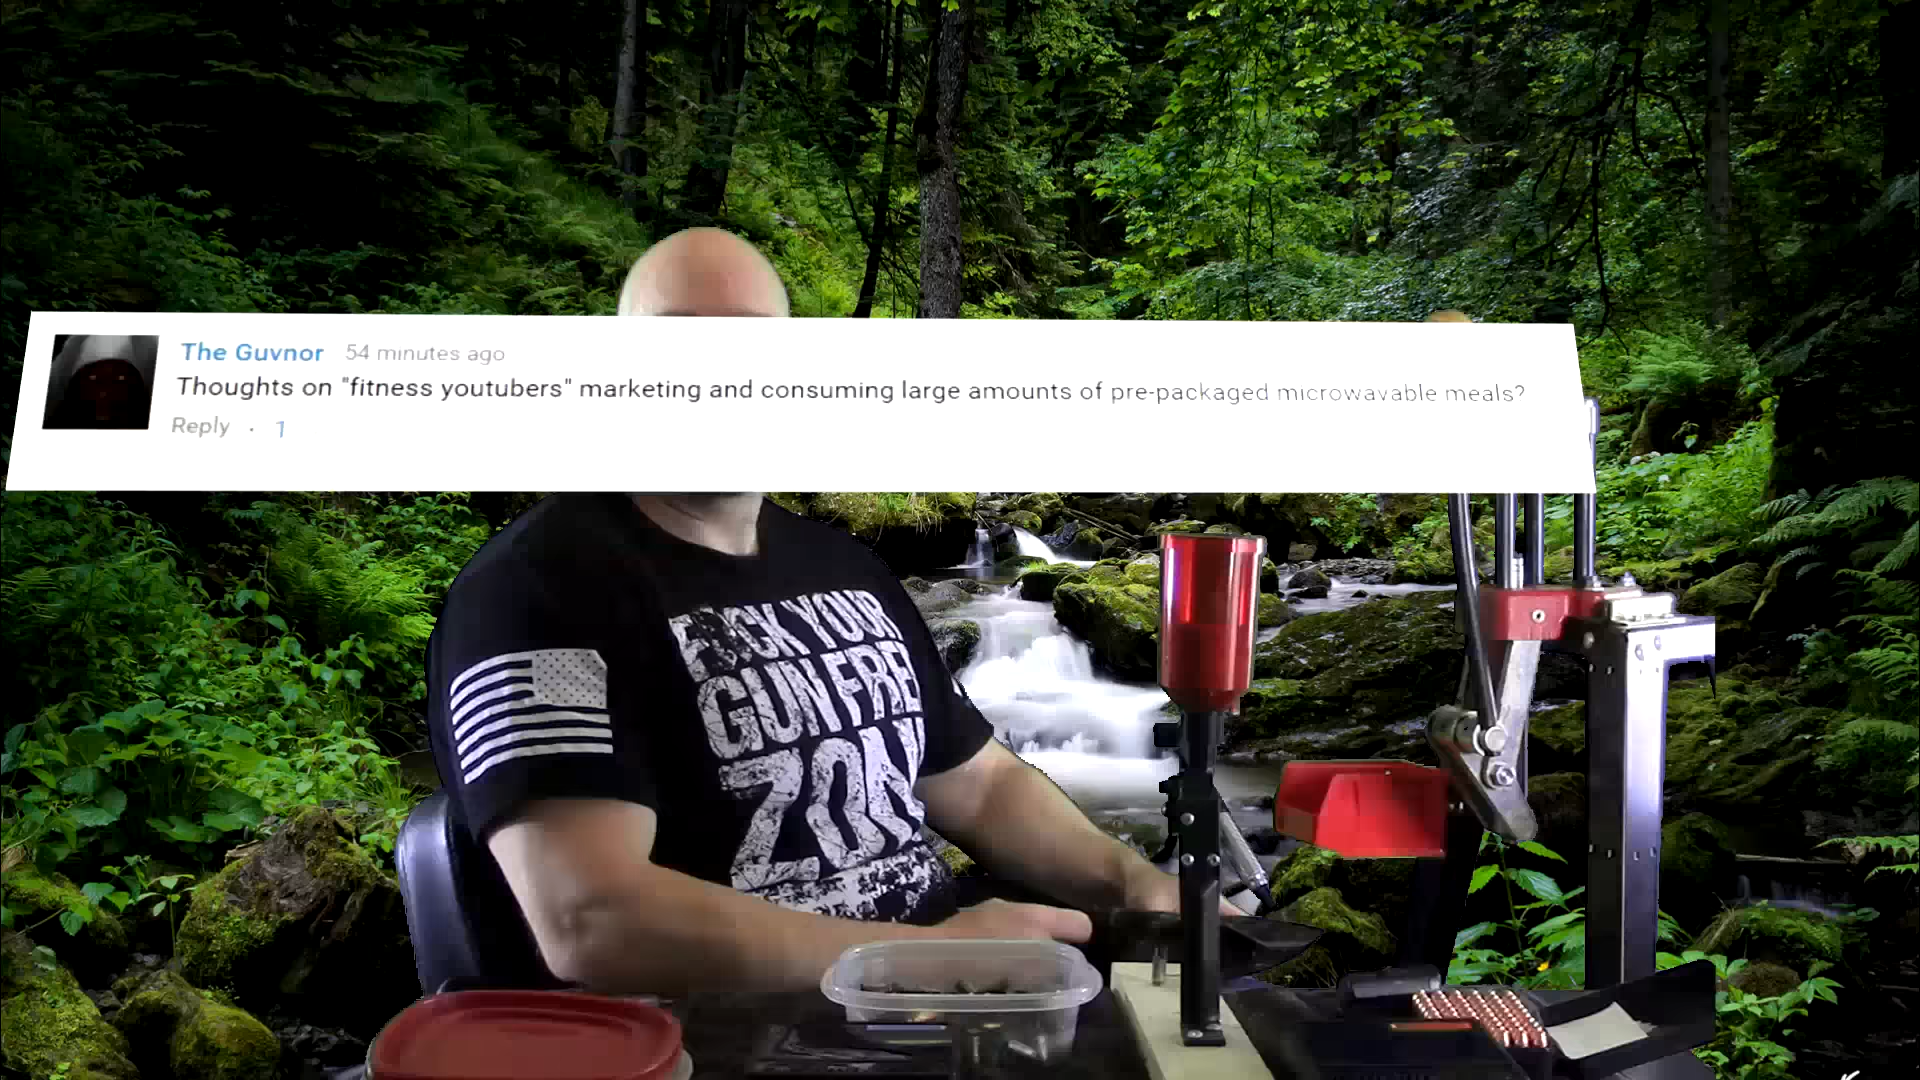 The Guvnor 54 minutes ago
Thoughts on "fitness youtubers" marketing and consuming large amounts of pre-packaged microwavable meals?
Reply · 1
F*CK YOUR
GUN FREE
ZON